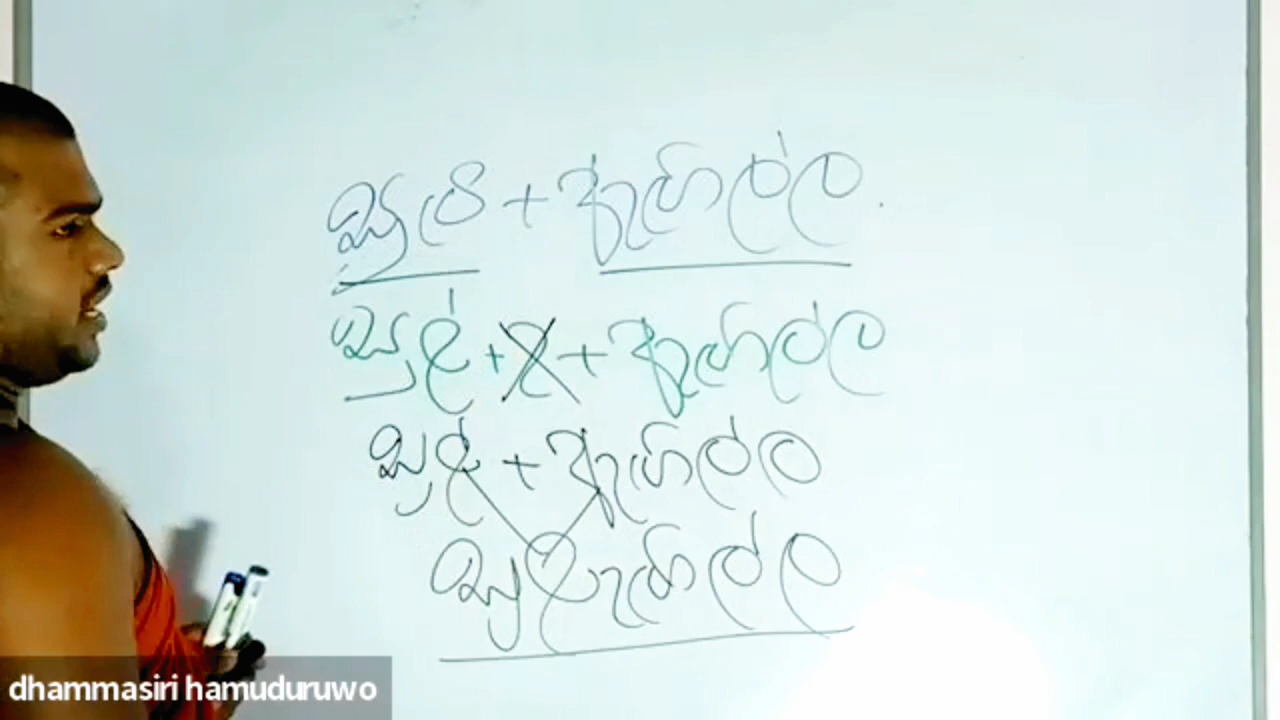 සුළු + ඇඟිල්ල.
සුළ් + උ + ඇඟිල්ල
සුළ් + ඇඟිල්ල
සුළැඟිල්ල
dhammasiri hamuduruwo